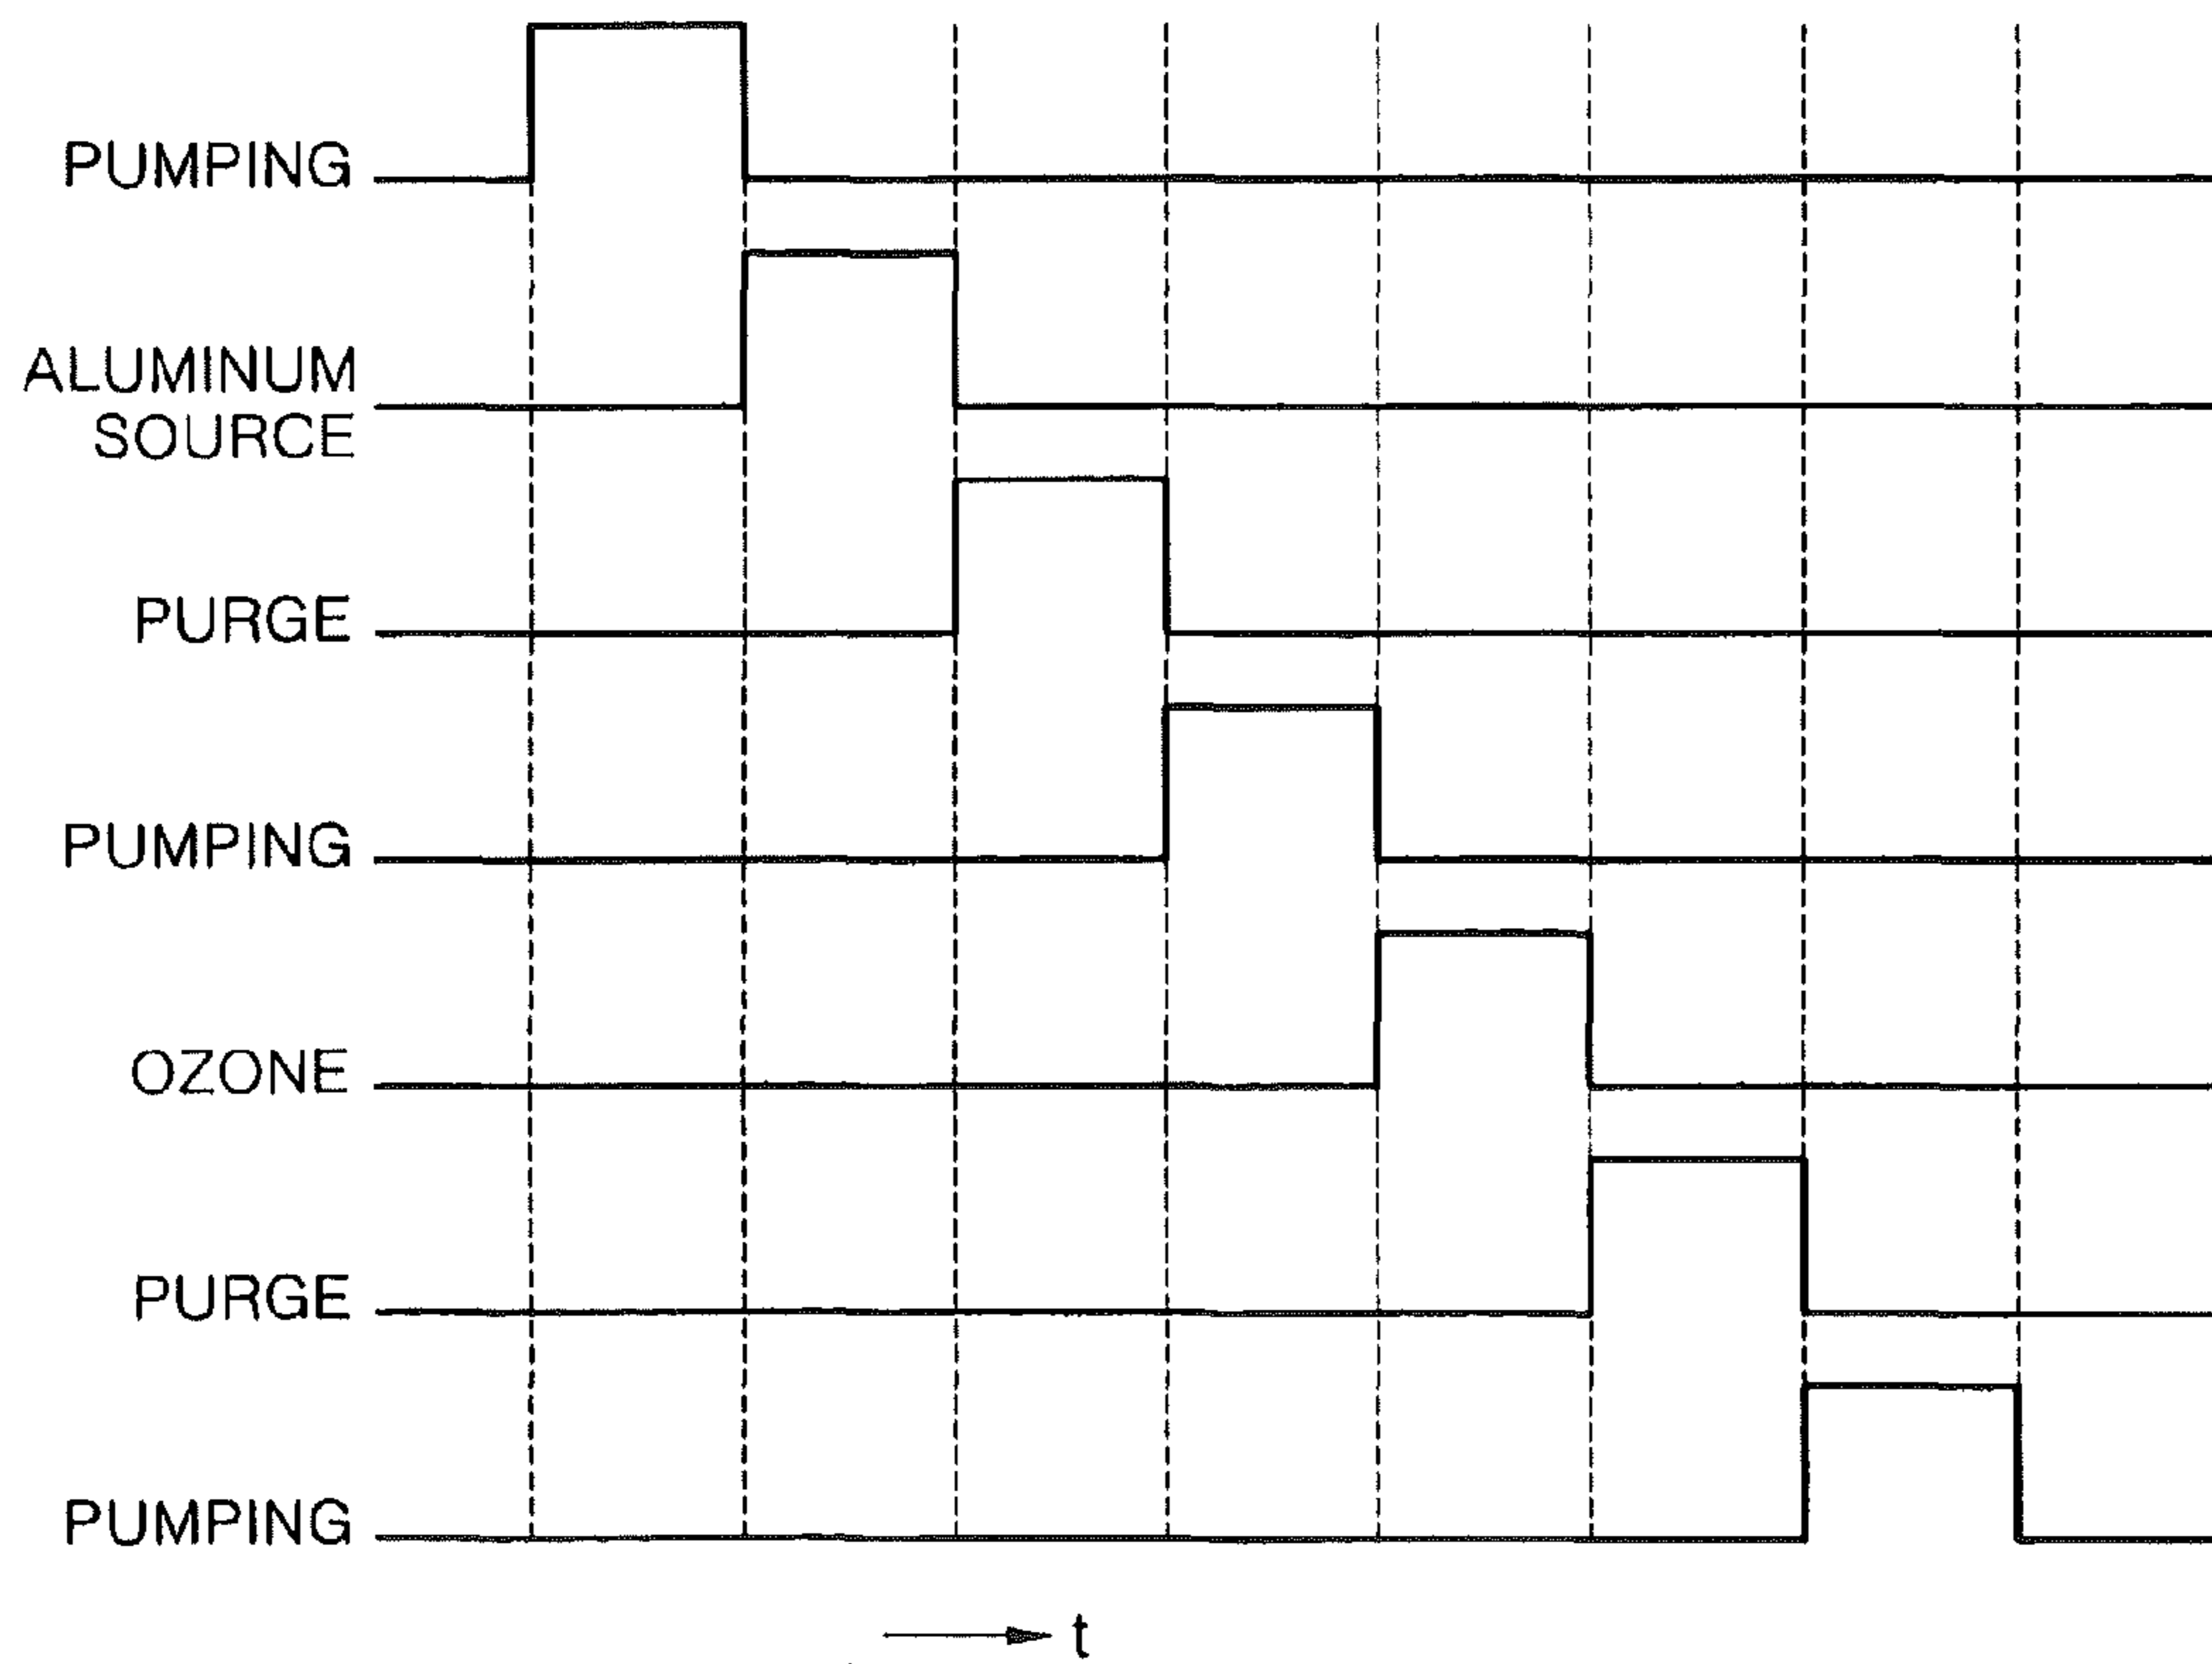 PUMPING
ALUMINUM
SOURCE
PURGE
PUMPING
OZONE
PURGE
PUMPING
t